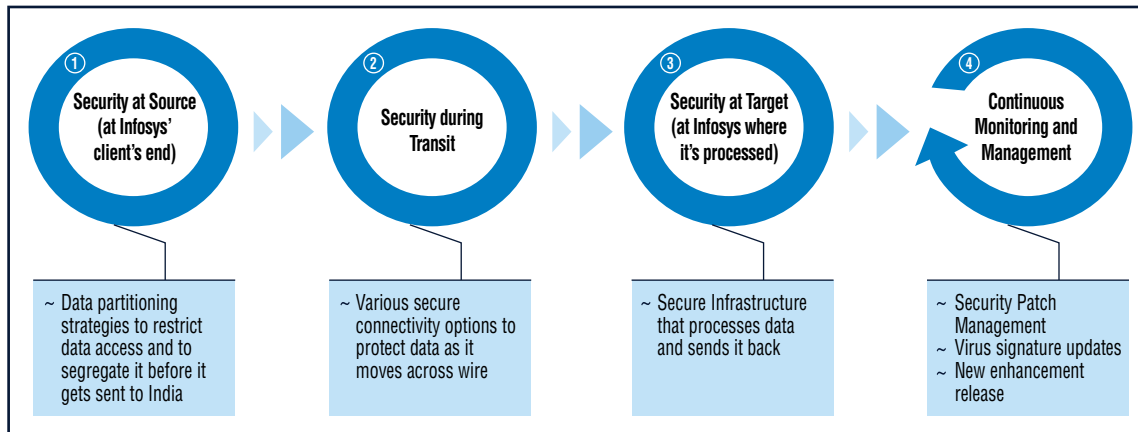 1
Security at Source
(at Infosys'
client's end)
~ Data partitioning
strategies to restrict
data access and to
segregate it before it
gets sent to India
2
Security during
Transit
~ Various secure
connectivity options to
protect data as it
moves across wire
3
Security at Target
(at Infosys where
it's processed)
~ Secure Infrastructure
that processes data
and sends it back
4
Continuous
Monitoring and
Management
~ Security Patch
Management
~ Virus signature updates
~ New enhancement
release